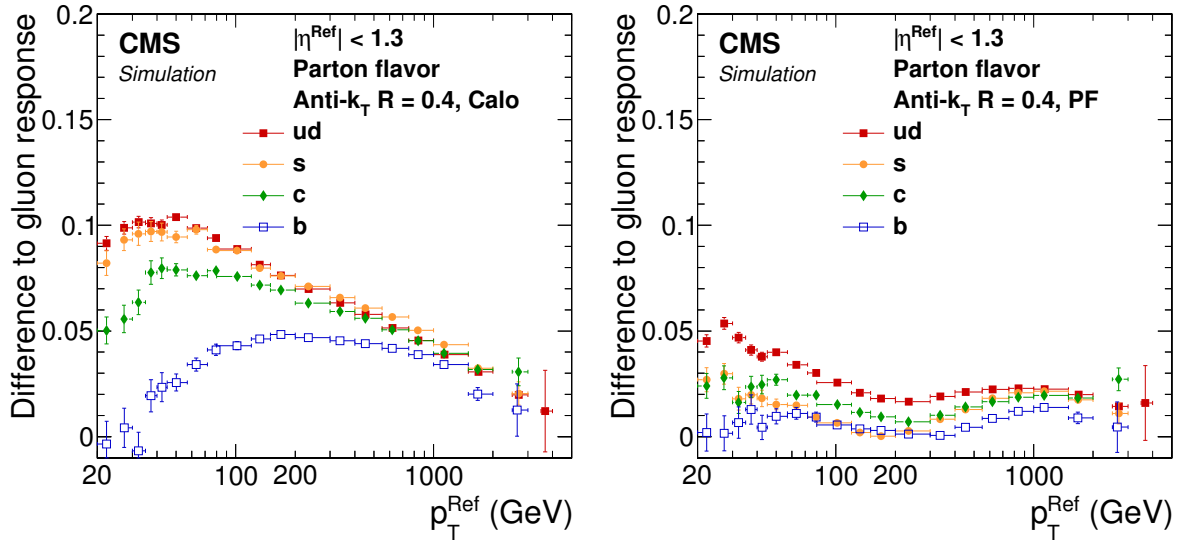 CMS
Simulation
|η^Ref| < 1.3
Parton flavor
Anti-k_T R = 0.4, Calo
ud
s
c
b
Difference to gluon response
0.2
0.15
0.1
0.05
0
20
100
200
1000
p_T^Ref (GeV)
CMS
Simulation
|η^Ref| < 1.3
Parton flavor
Anti-k_T R = 0.4, PF
ud
s
c
b
Difference to gluon response
0.2
0.15
0.1
0.05
0
20
100
200
1000
p_T^Ref (GeV)